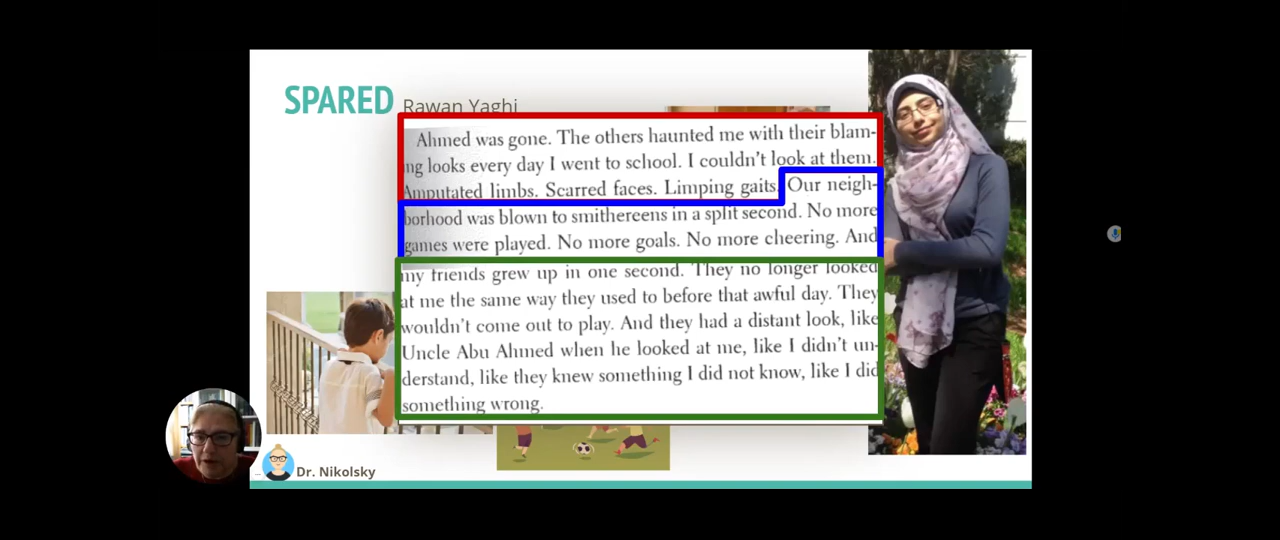 SPARED Rawan Yaghi
Ahmed was gone. The others haunted me with their blam-
ng looks every day I went to school. I couldn't look at them.
Amputated limbs. Scarred faces. Limping gaits. Our neigh-
borhood was blown to smithereens in a split second. No more
games were played. No more goals. No more cheering. And
my friends grew up in one second. They no longer looked
at me the same way they used to before that awful day. They
wouldn't come out to play. And they had a distant look, like
Uncle Abu Ahmed when he looked at me, like I didn't un-
derstand, like they knew something I did not know, like I did
something wrong.
Dr. Nikolsky